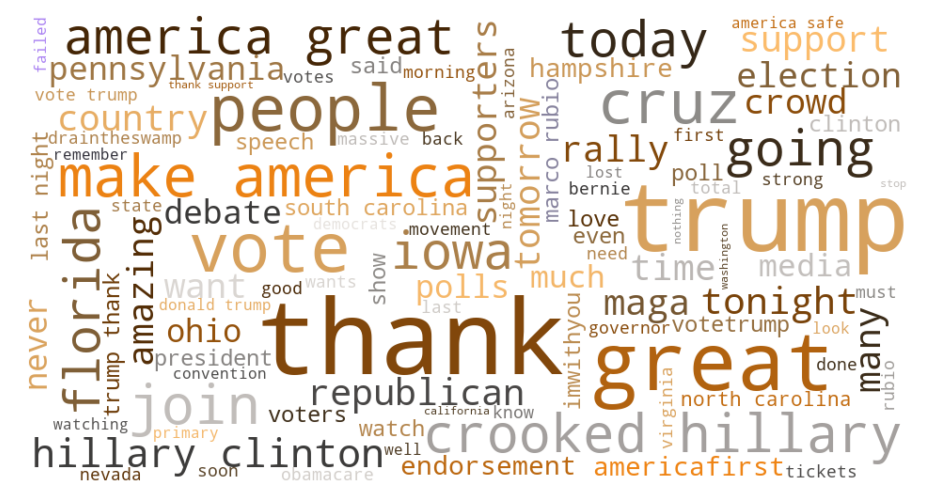 failed
america great
today
america safe
support
pennsylvania
votes
said
morning
supporters
arizona
hampshire
election
vote trump
thank support
people
cruz
crowd
country
tomorrow
marco rubio
clinton
draintheswamp
speech
massive
back
rally
first
going
last night
remember
make america
lost
poll
strong
bernie
total
stop
state
debate
south carolina
night
love
trump
nothing
florida
amazing
vote
democrats
movement
iowa
even
need
washington
time
media
want
wants
good
show
polls
much
never
trump thank
donald trump
last
imwithyou
maga
tonight
must
many
ohio
thank
governor
votetrump
look
president
convention
great
done
rubio
join
republican
virginia
north carolina
watching
primary
voters
california
know
watch
crooked hillary
hillary clinton
well
nevada
soon
obamacare
endorsement
americafirst
tickets